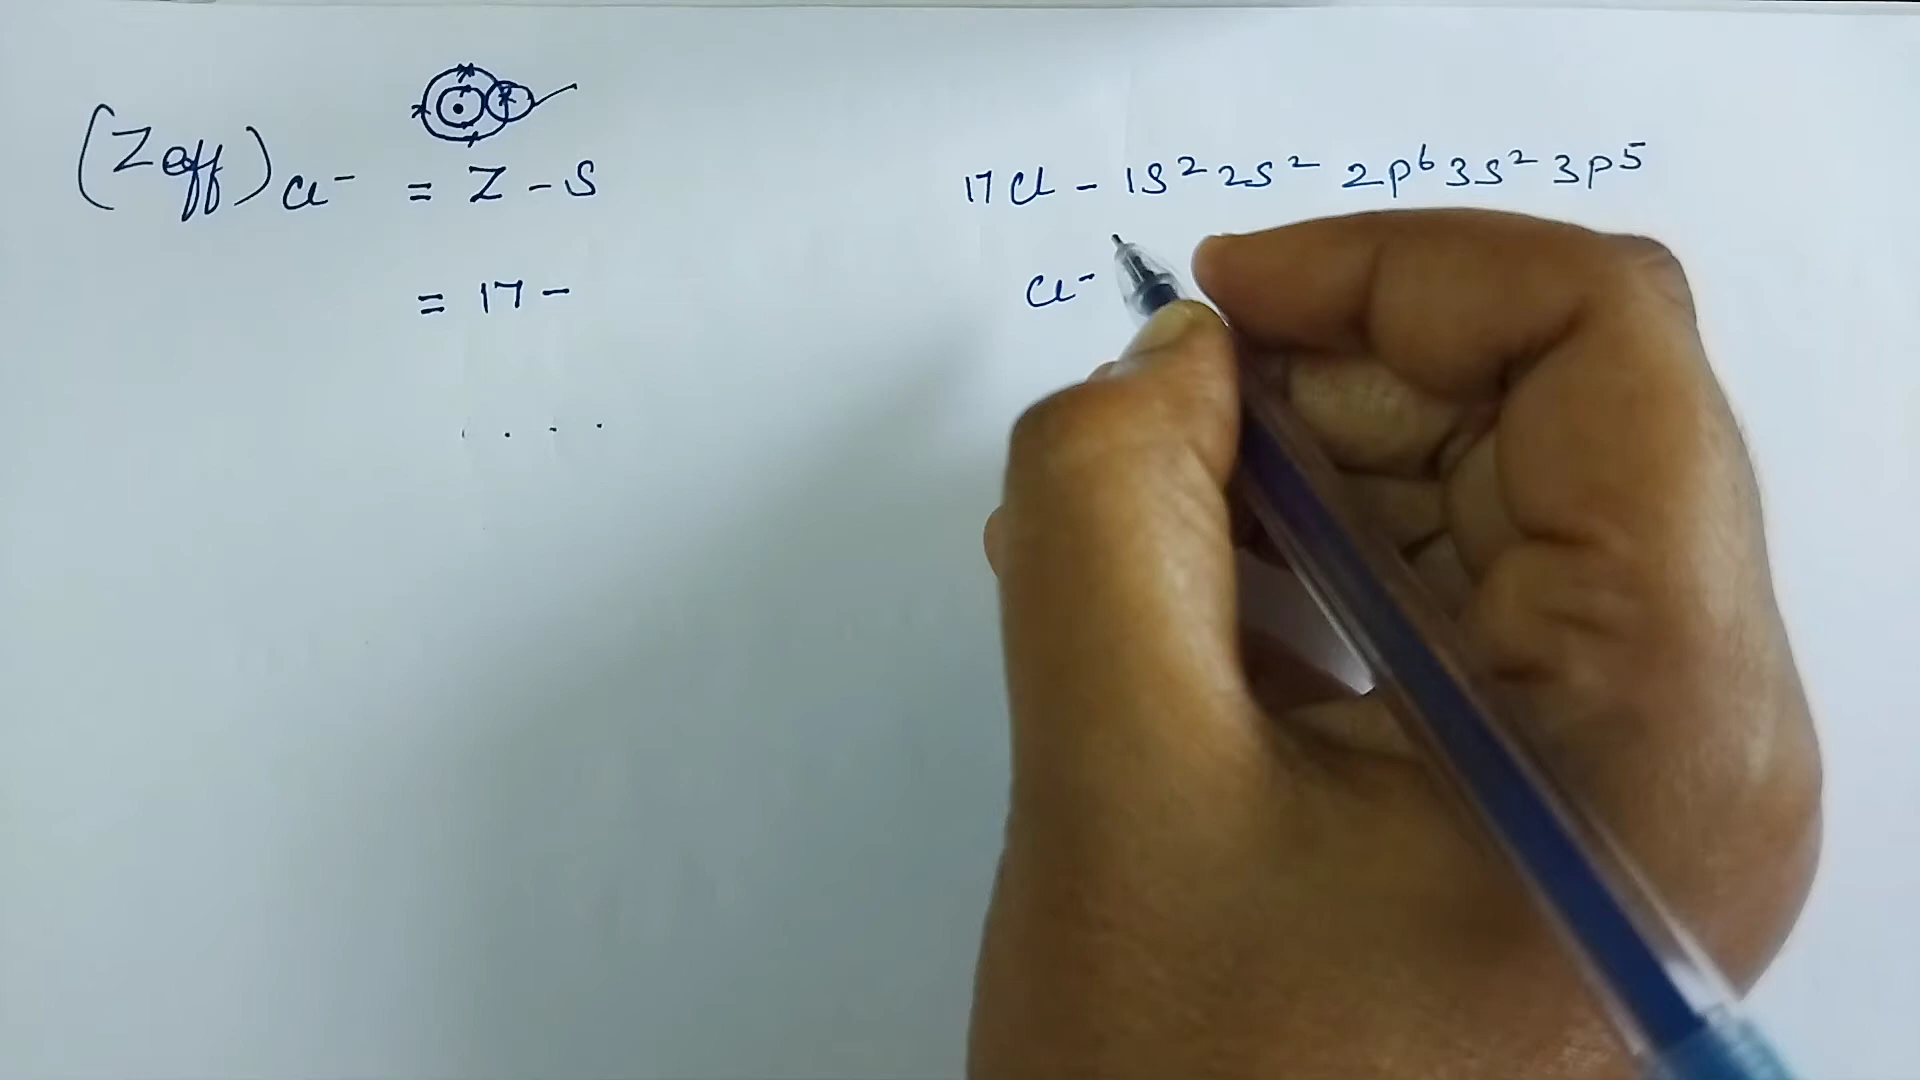 (Zeff)Cl⁻ = Z - S
= 17 -
17Cl - 1S² 2S² 2P⁶ 3S² 3P⁵
Cl⁻